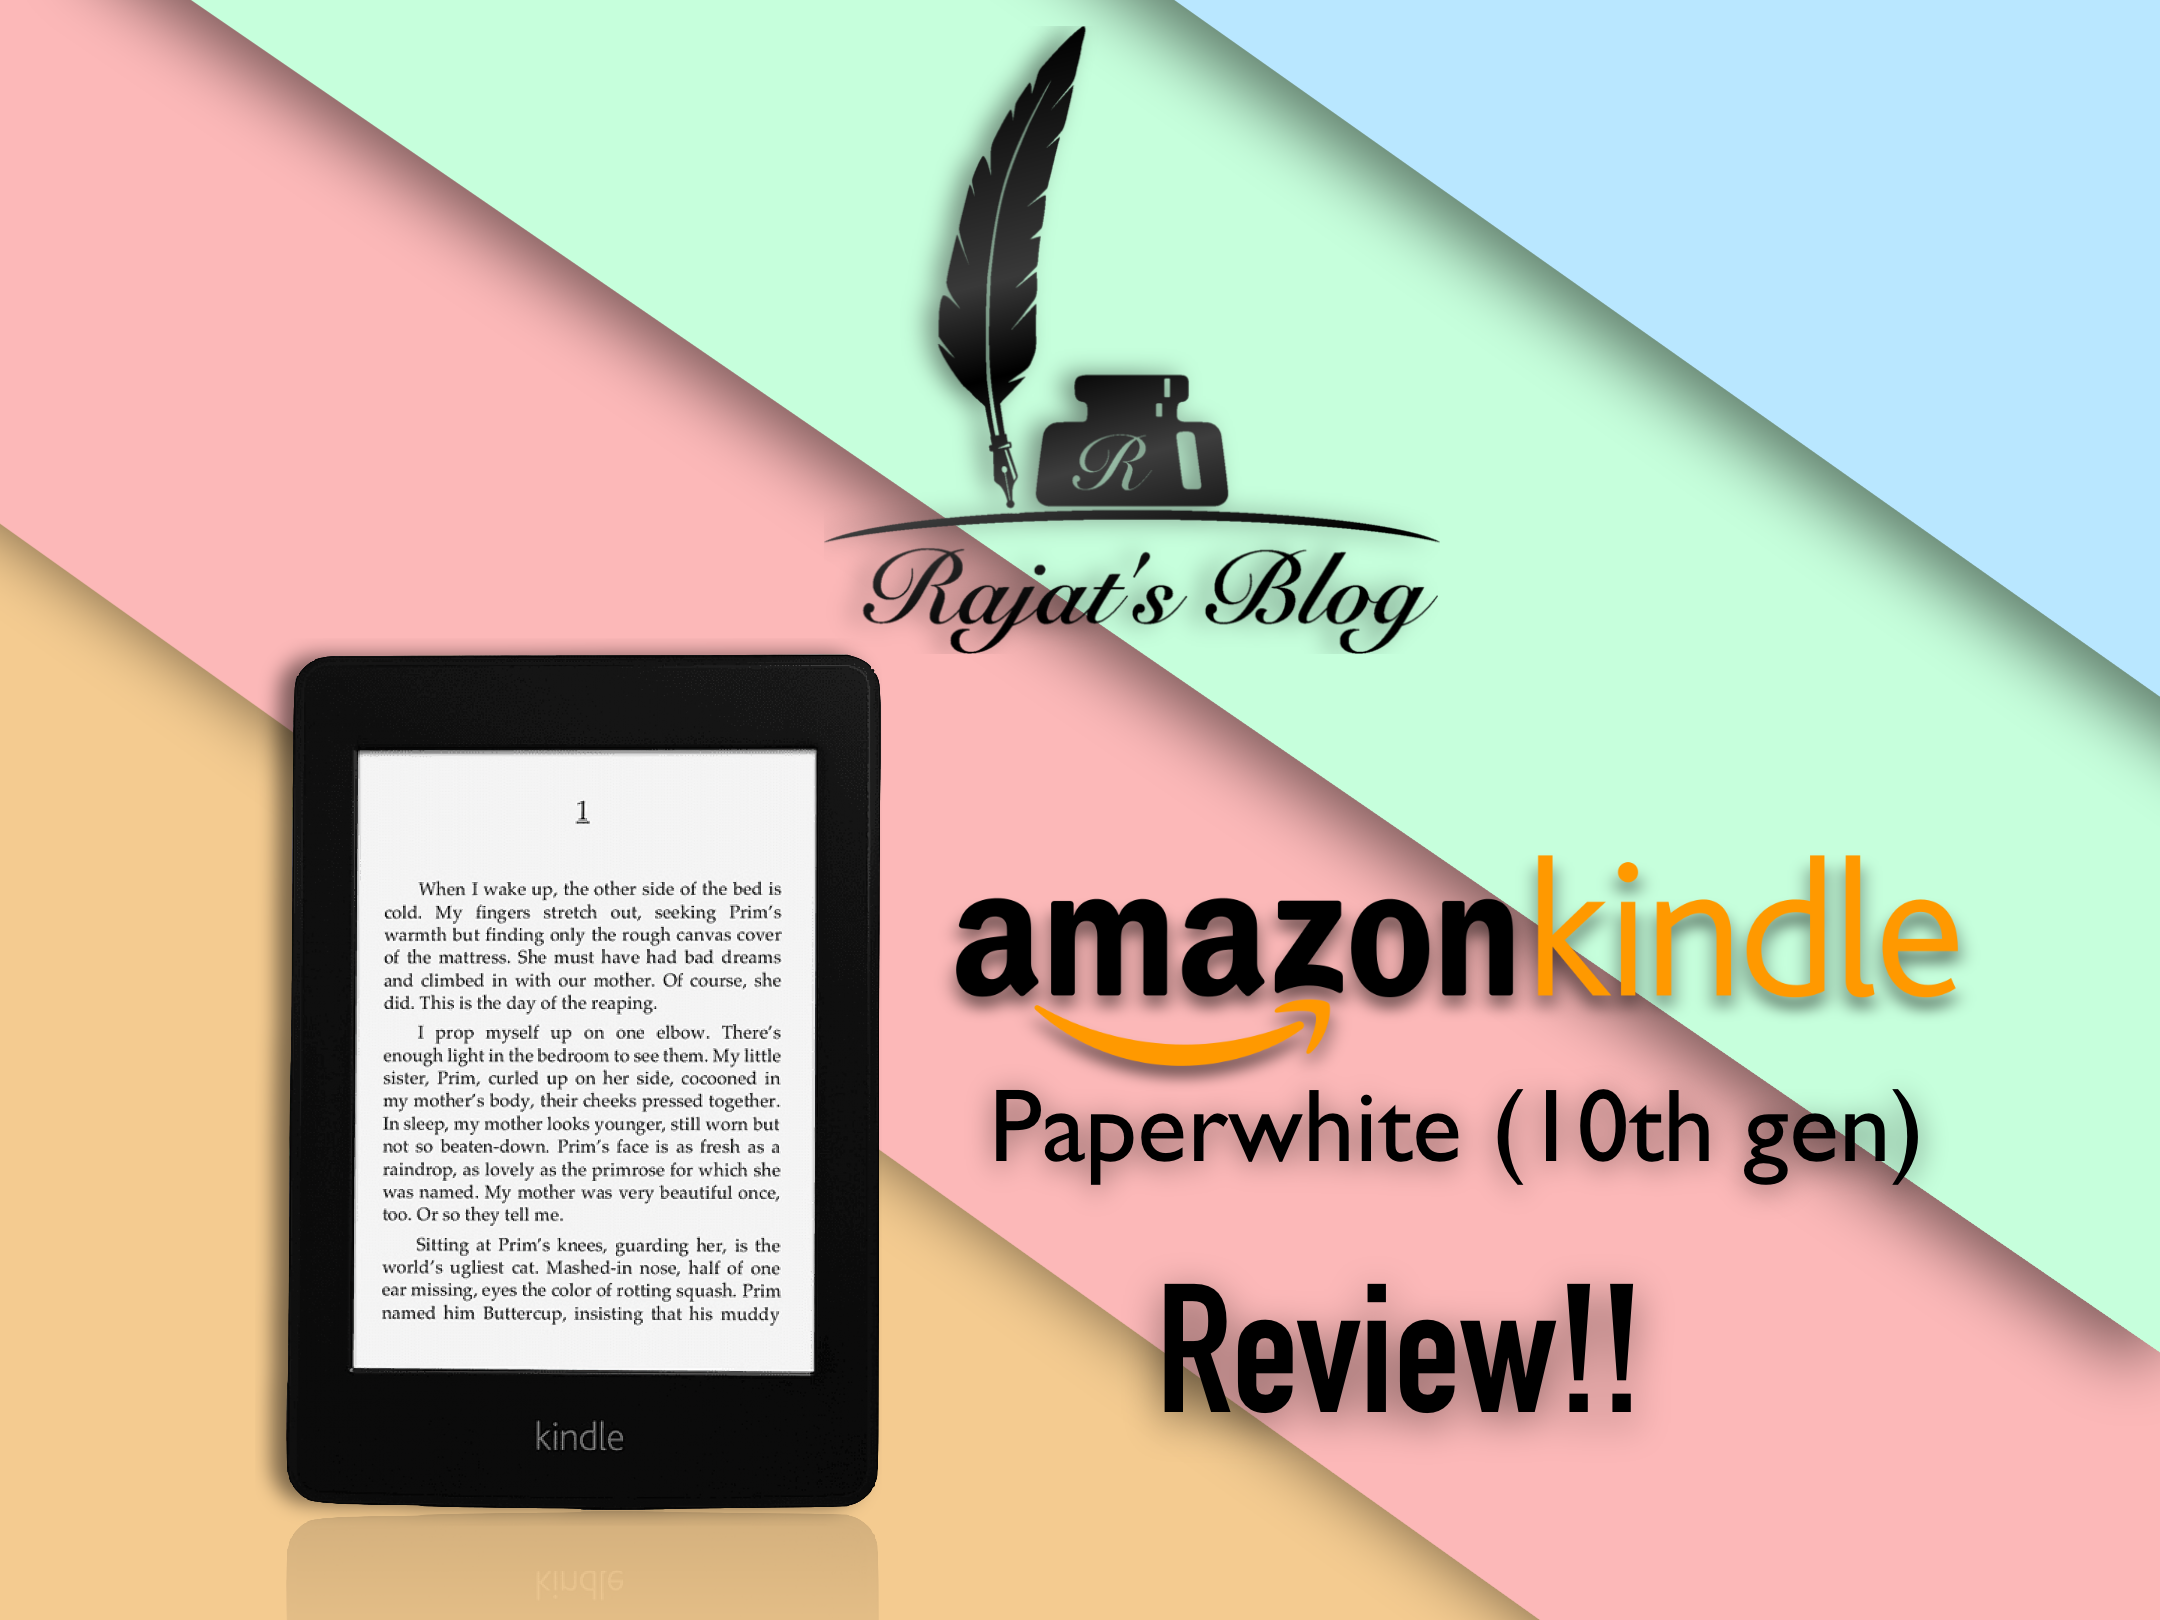 R
Rajat's Blog
1
When I wake up, the other side of the bed is
cold. My fingers stretch out, seeking Prim's
warmth but finding only the rough canvas cover
of the mattress. She must have had bad dreams
and climbed in with our mother. Of course, she
did. This is the day of the reaping.
I prop myself up on one elbow. There's
enough light in the bedroom to see them. My little
sister, Prim, curled up on her side, cocooned in
my mother's body, their cheeks pressed together.
In sleep, my mother looks younger, still worn but
not so beaten-down. Prim's face is as fresh as a
raindrop, as lovely as the primrose for which she
was named. My mother was very beautiful once,
too. Or so they tell me.
Sitting at Prim's knees, guarding her, is the
world's ugliest cat. Mashed-in nose, half of one
ear missing, eyes the color of rotting squash. Prim
named him Buttercup, insisting that his muddy
kindle
amazonkindle
Paperwhite (10th gen)
Review!!
kindle